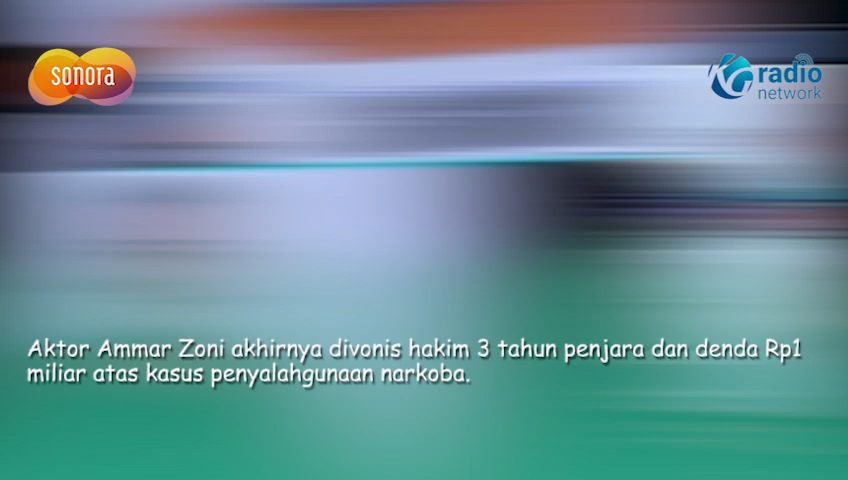 sonora
radio
network
Aktor Ammar Zoni akhirnya divonis hakim 3 tahun penjara dan denda Rp1
miliar atas kasus penyalahgunaan narkoba.